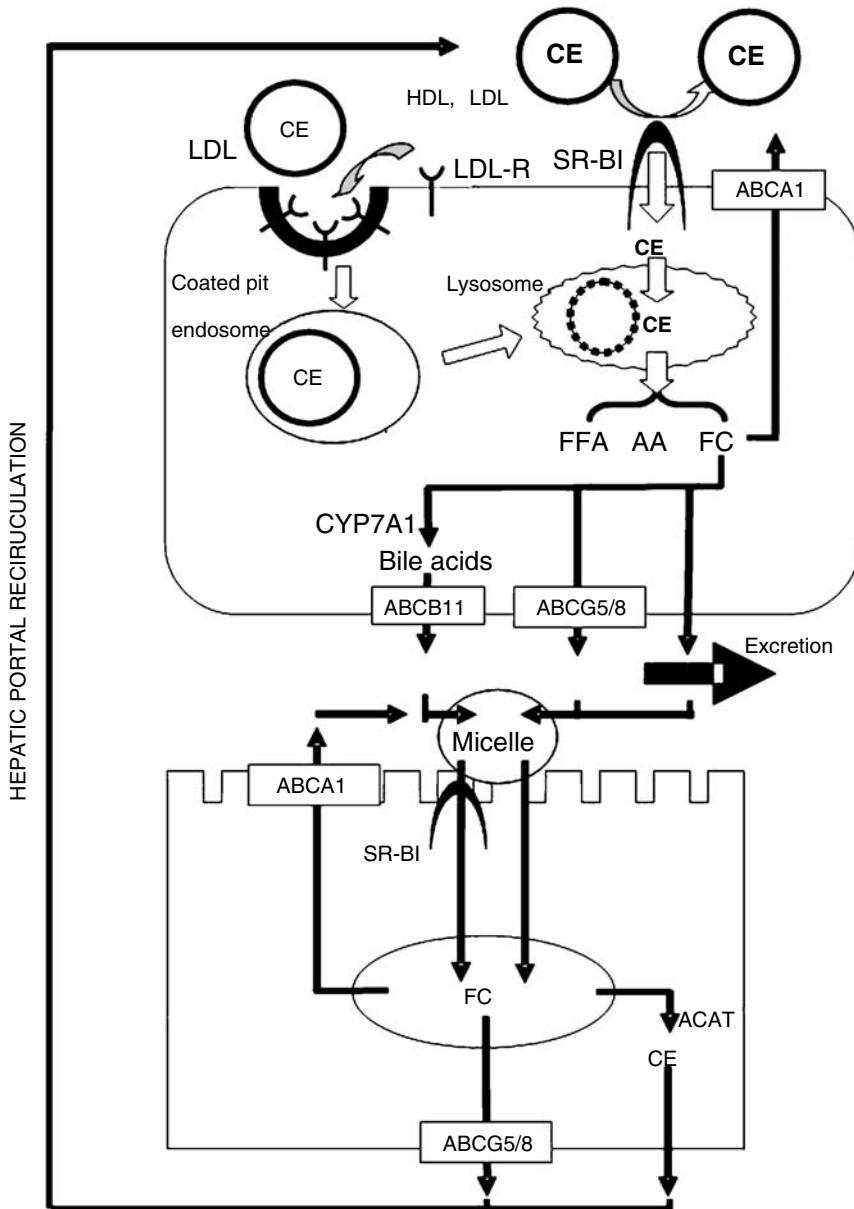 CE
CE
HDL, LDL
CE
LDL
LDL-R
SR-BI
ABCA1
CE
Coated pit
endosome
Lysosome
CE
CE
FFA AA FC
CYP7A1
Bile acids
ABCB11
ABCG5/8
Excretion
HEPATIC PORTAL RECIRUCULATION
Micelle
ABCA1
SR-BI
FC
ACAT
CE
ABCG5/8